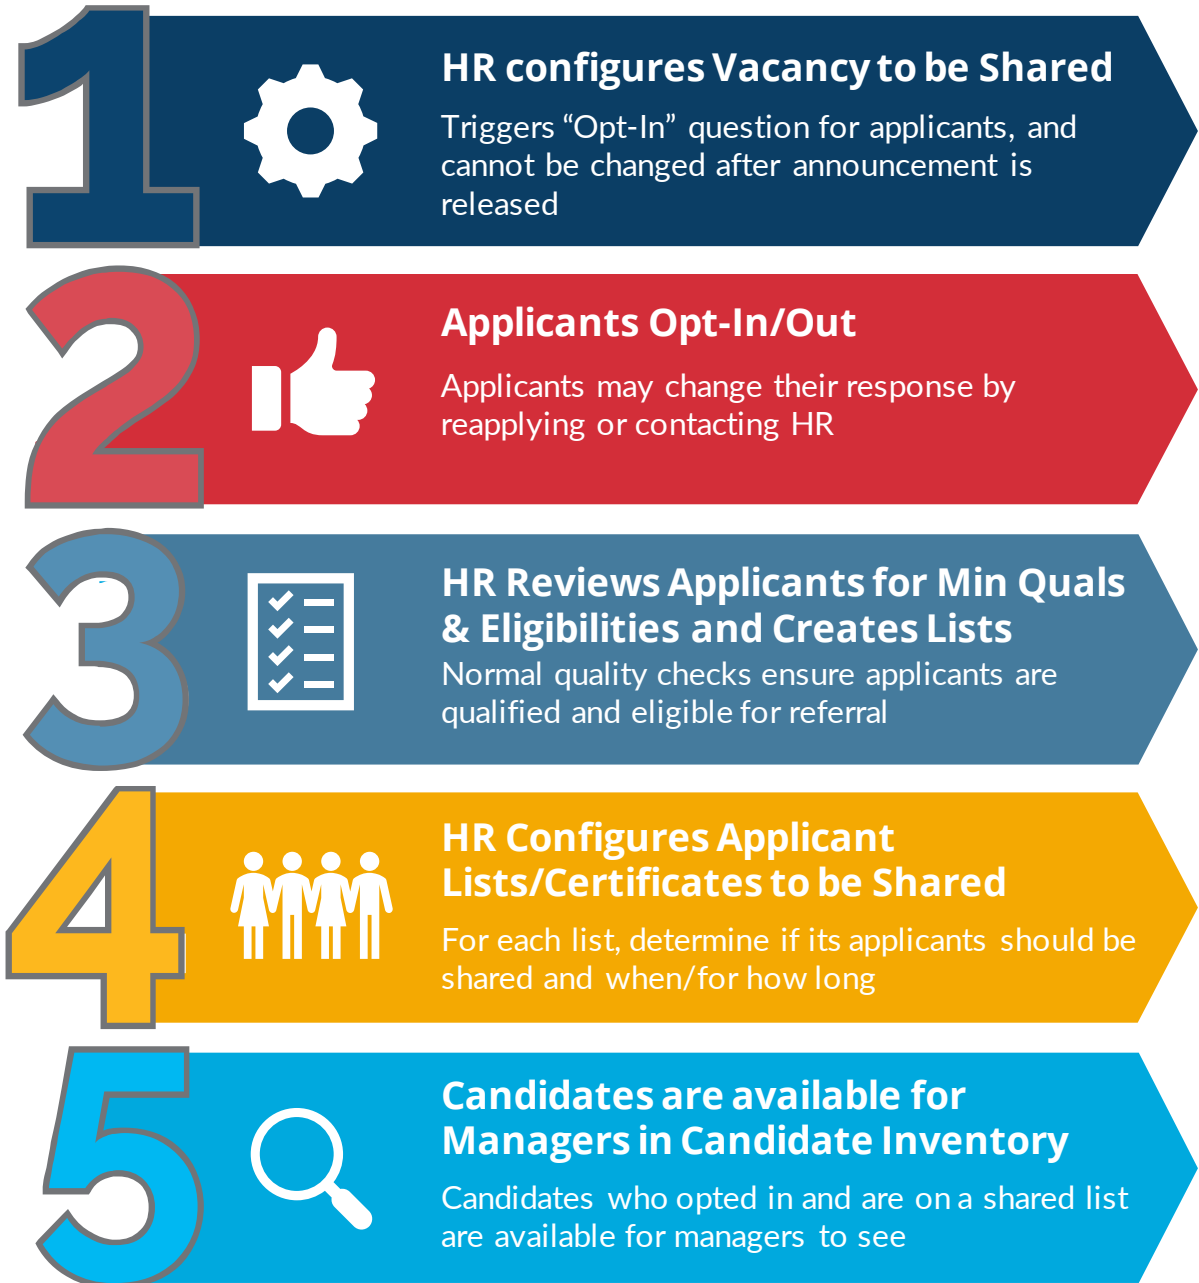 1
HR configures Vacancy to be Shared
Triggers “Opt-In” question for applicants, and
cannot be changed after announcement is
released
2
Applicants Opt-In/Out
Applicants may change their response by
reapplying or contacting HR
3
HR Reviews Applicants for Min Quals
& Eligibilities and Creates Lists
Normal quality checks ensure applicants are
qualified and eligible for referral
4
HR Configures Applicant
Lists/Certificates to be Shared
For each list, determine if its applicants should be
shared and when/for how long
5
Candidates are available for
Managers in Candidate Inventory
Candidates who opted in and are on a shared list
are available for managers to see